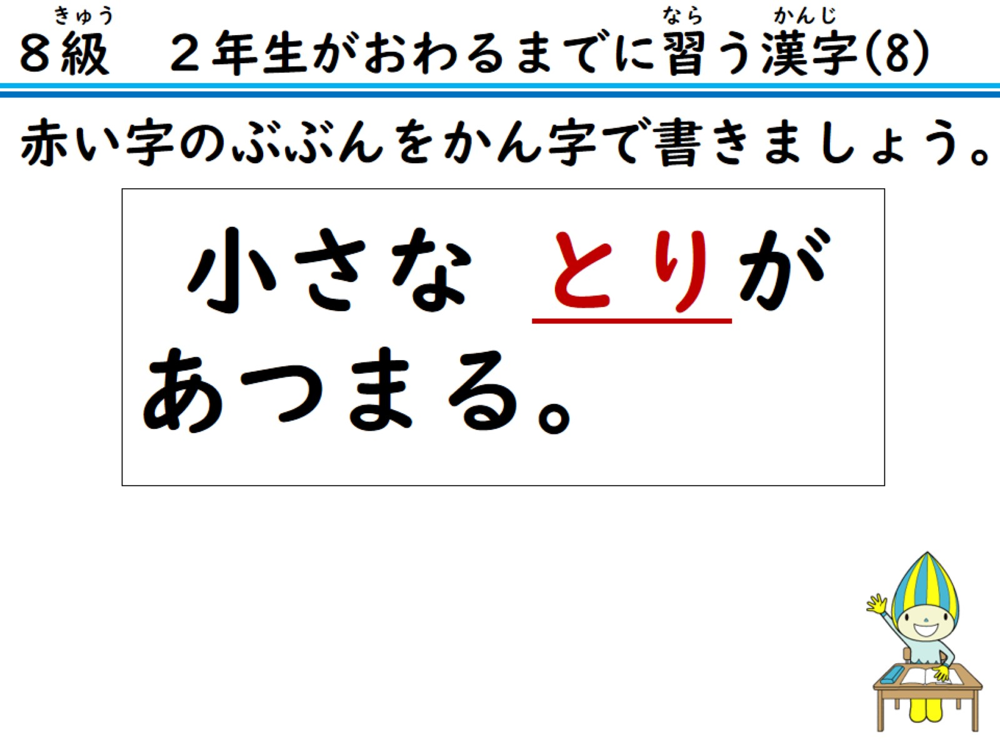 きゅう なら かんじ
８級　２年生がおわるまでに習う漢字(8)
赤い字のぶぶんをかん字で書きましょう。
小さな とりが
あつまる。